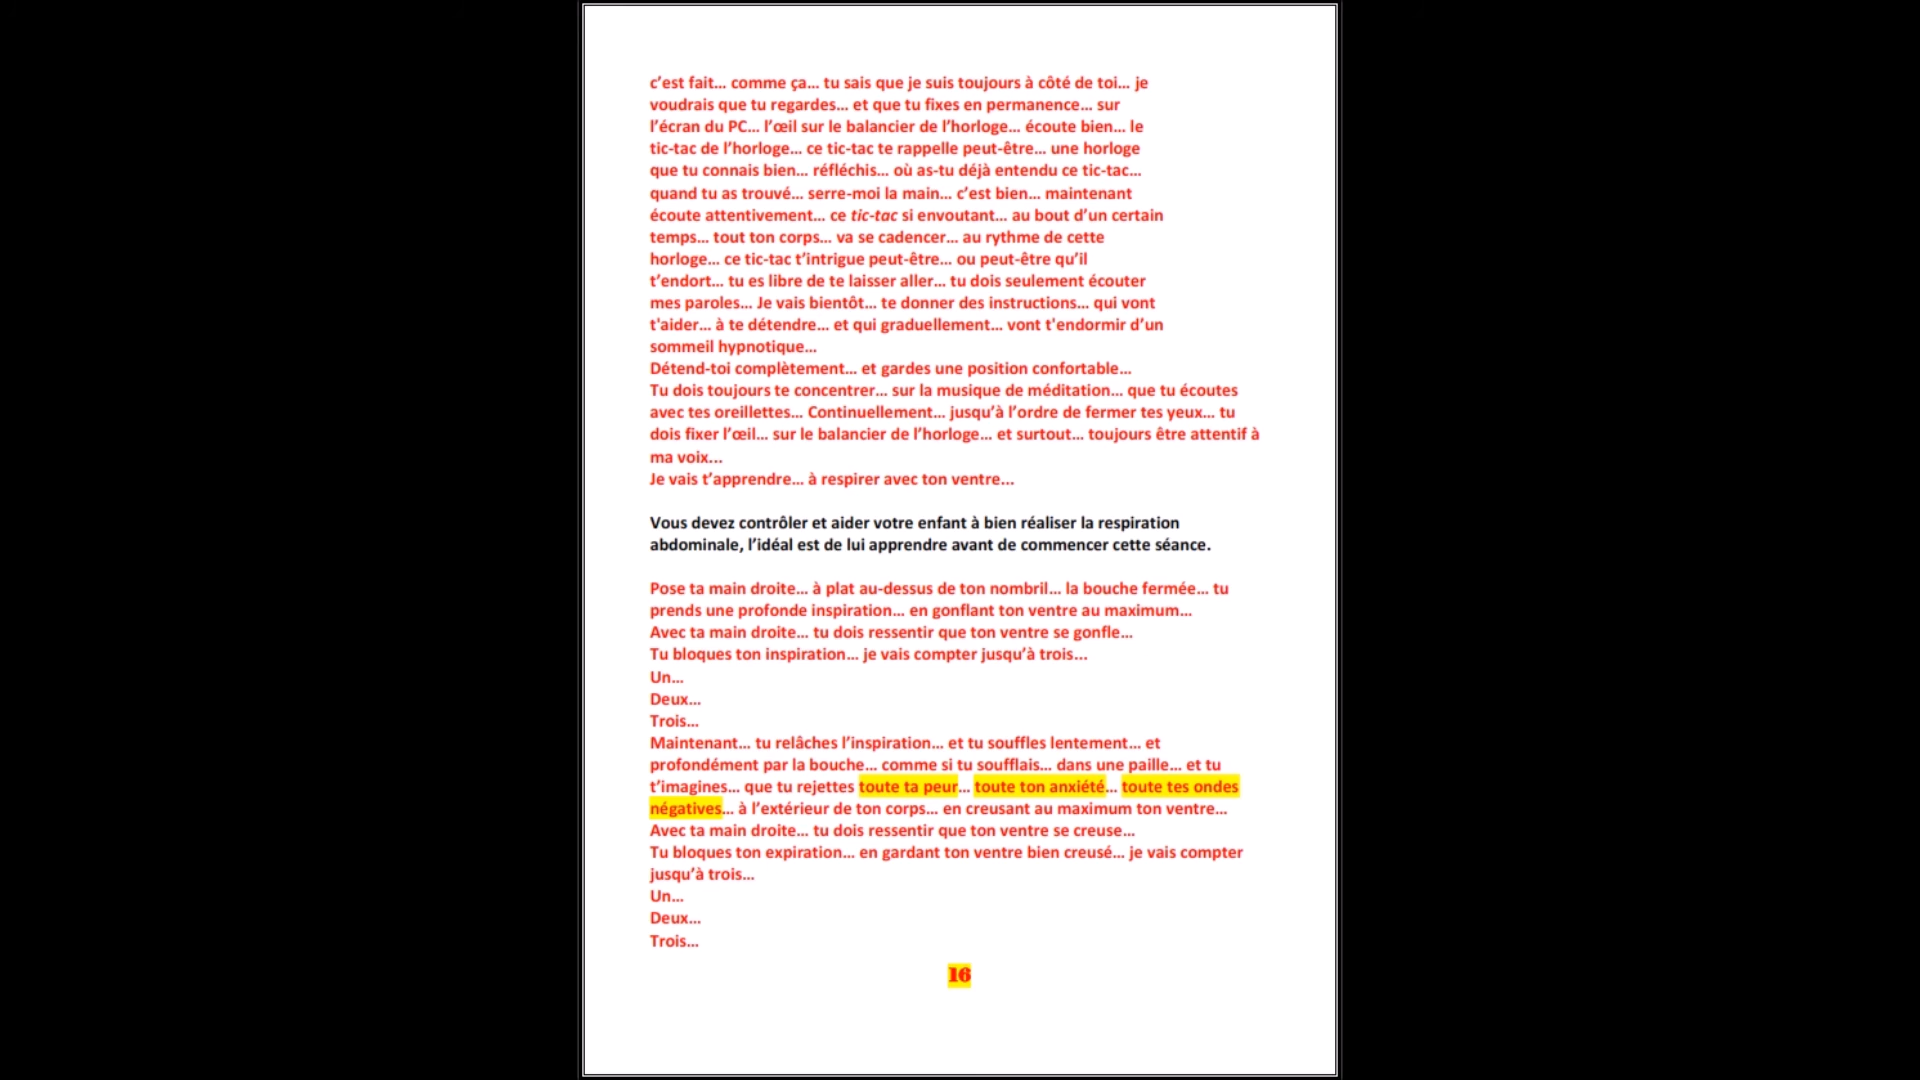 c’est fait… comme ça… tu sais que je suis toujours à côté de toi… je
voudrais que tu regardes… et que tu fixes en permanence… sur
l’écran du PC… l’œil sur le balancier de l’horloge… écoute bien… le
tic-tac de l’horloge… ce tic-tac te rappelle peut-être… une horloge
que tu connais bien… réfléchis… où as-tu déjà entendu ce tic-tac…
quand tu as trouvé… serre-moi la main… c’est bien… maintenant
écoute attentivement… ce tic-tac si envoutant… au bout d’un certain
temps… tout ton corps… va se cadencer… au rythme de cette
horloge… ce tic-tac t’intrigue peut-être… ou peut-être qu’il
t’endort… tu es libre de te laisser aller… tu dois seulement écouter
mes paroles… Je vais bientôt… te donner des instructions… qui vont
t'aider… à te détendre… et qui graduellement… vont t'endormir d’un
sommeil hypnotique…
Détend-toi complètement… et gardes une position confortable…
Tu dois toujours te concentrer… sur la musique de méditation… que tu écoutes
avec tes oreillettes… Continuellement… jusqu’à l’ordre de fermer tes yeux… tu
dois fixer l’œil… sur le balancier de l’horloge… et surtout… toujours être attentif à
ma voix...
Je vais t’apprendre… à respirer avec ton ventre...
Vous devez contrôler et aider votre enfant à bien réaliser la respiration
abdominale, l’idéal est de lui apprendre avant de commencer cette séance.
Pose ta main droite… à plat au-dessus de ton nombril… la bouche fermée… tu
prends une profonde inspiration… en gonflant ton ventre au maximum…
Avec ta main droite… tu dois ressentir que ton ventre se gonfle…
Tu bloques ton inspiration… je vais compter jusqu’à trois...
Un…
Deux…
Trois…
Maintenant… tu relâches l’inspiration… et tu souffles lentement… et
profondément par la bouche… comme si tu soufflais… dans une paille… et tu
t’imagines… que tu rejettes toute ta peur… toute ton anxiété… toute tes ondes
négatives… à l’extérieur de ton corps… en creusant au maximum ton ventre…
Avec ta main droite… tu dois ressentir que ton ventre se creuse…
Tu bloques ton expiration… en gardant ton ventre bien creusé… je vais compter
jusqu’à trois…
Un…
Deux…
Trois…
16